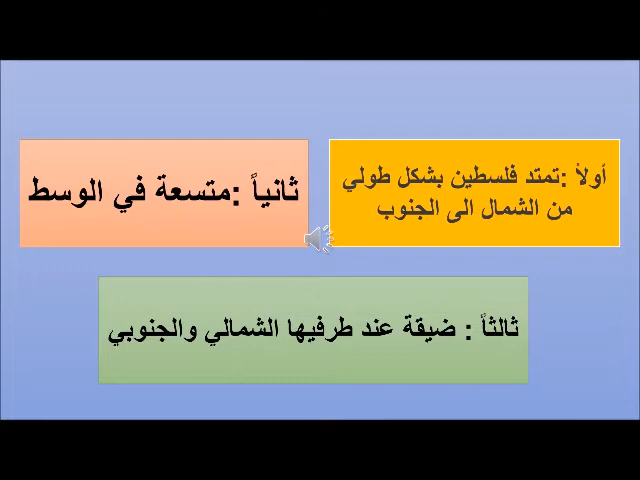 أولاً :تمتد فلسطين بشكل طولي
من الشمال الى الجنوب
ثانياً :متسعة في الوسط
ثالثاً : ضيقة عند طرفيها الشمالي والجنوبي